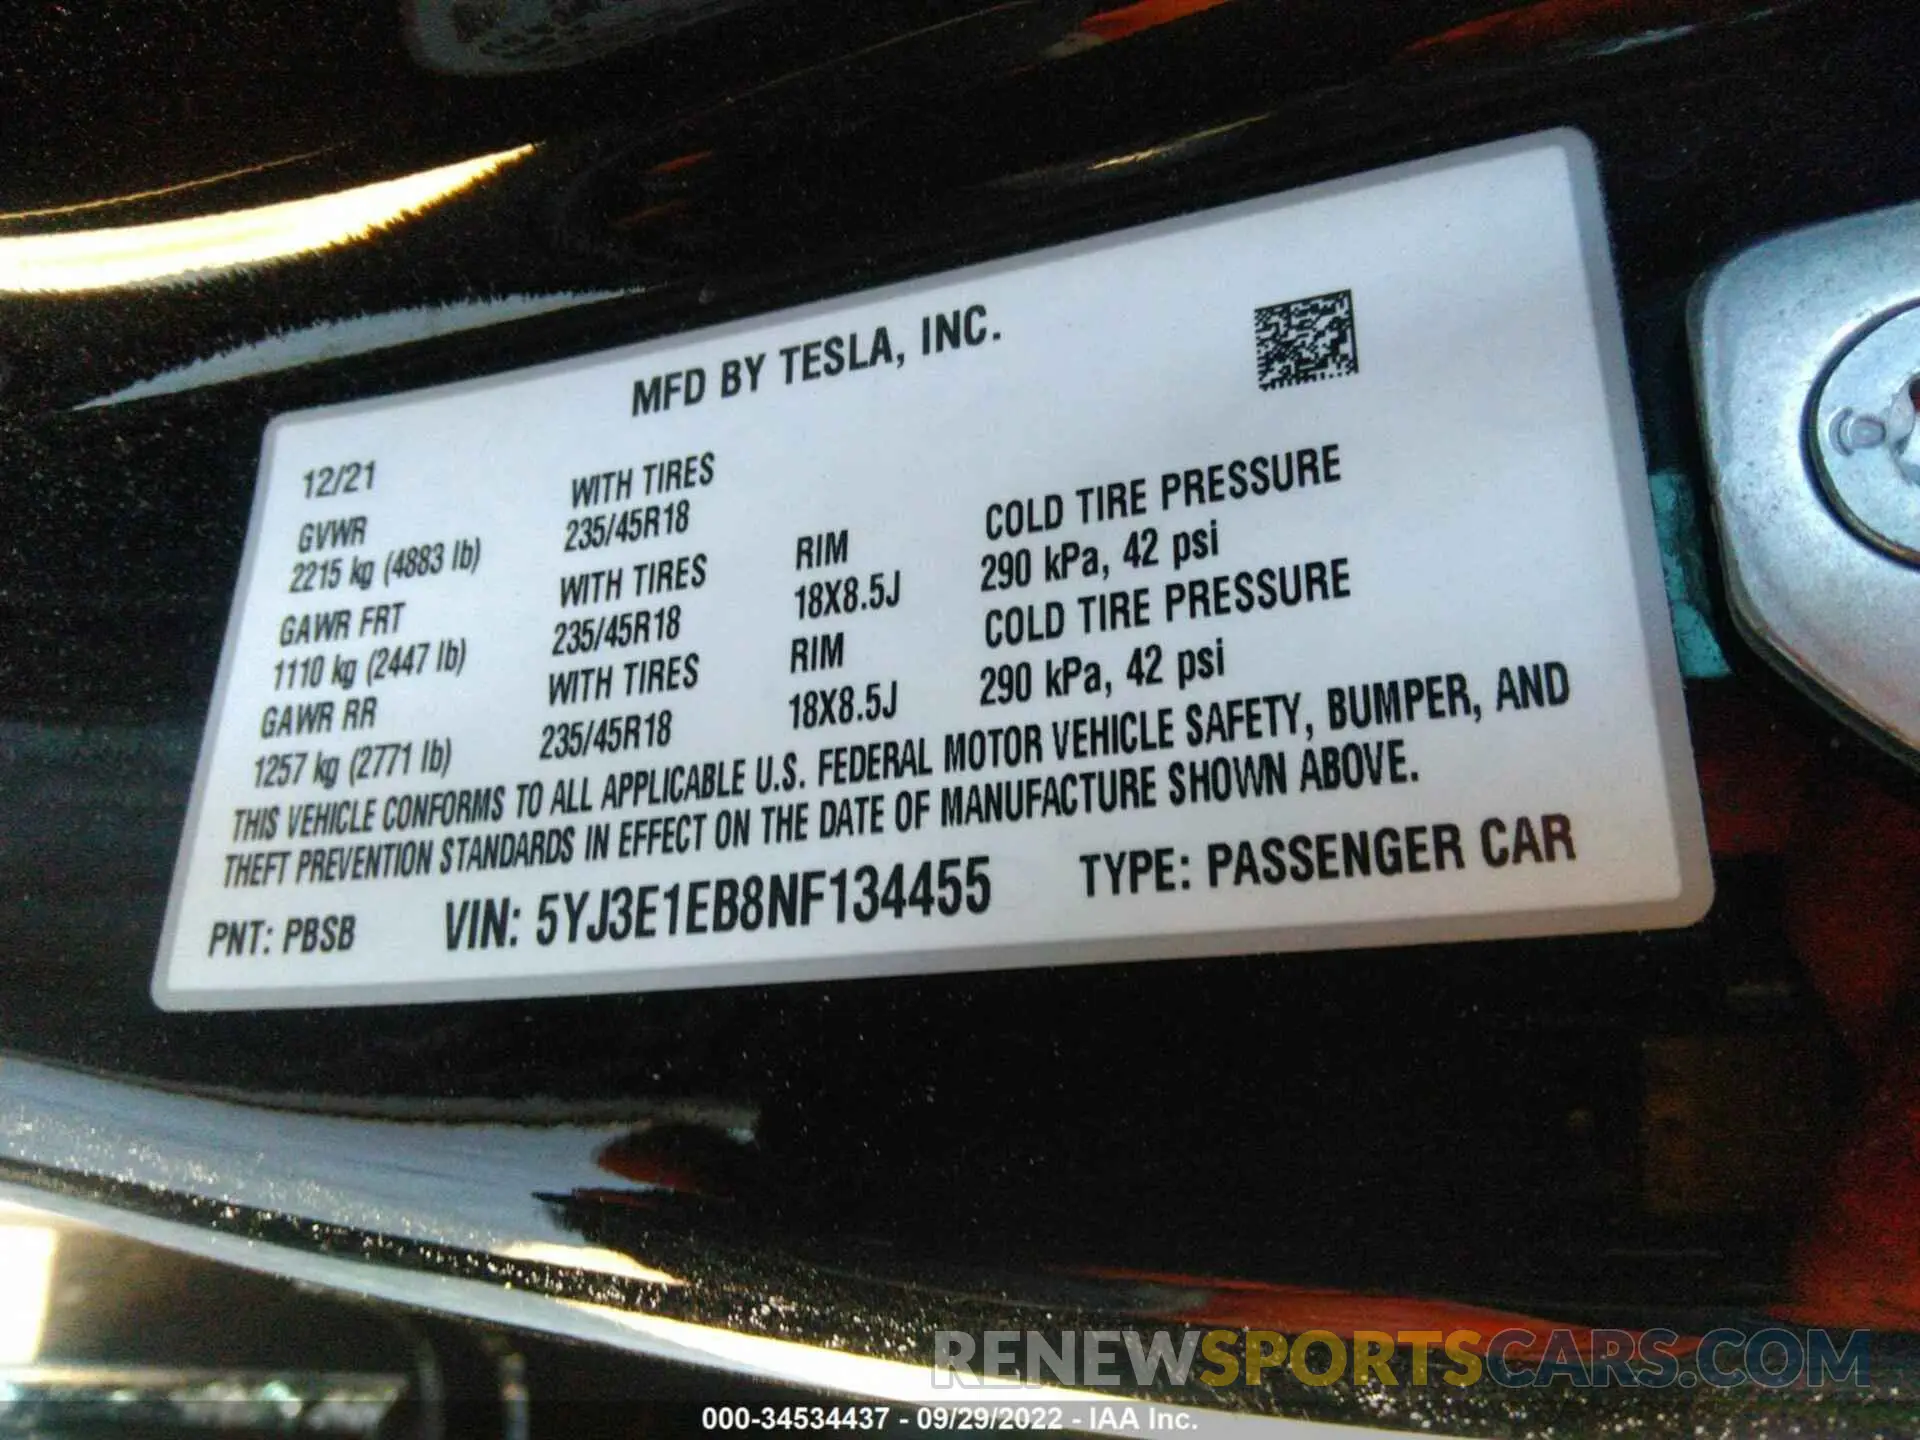 MFD BY TESLA, INC.
12/21
GVWR
2215 kg (4883 lb)
WITH TIRES
235/45R18
GAWR FRT
1110 kg (2447 lb)
WITH TIRES
235/45R18
RIM
18X8.5J
COLD TIRE PRESSURE
290 kPa, 42 psi
GAWR RR
1257 kg (2771 lb)
WITH TIRES
235/45R18
RIM
18X8.5J
COLD TIRE PRESSURE
290 kPa, 42 psi
THIS VEHICLE CONFORMS TO ALL APPLICABLE U.S. FEDERAL MOTOR VEHICLE SAFETY, BUMPER, AND
THEFT PREVENTION STANDARDS IN EFFECT ON THE DATE OF MANUFACTURE SHOWN ABOVE.
PNT: PBSB VIN: 5YJ3E1EB8NF134455 TYPE: PASSENGER CAR
RENEWSPORTSCARS.COM
000-34534437 - 09/29/2022 - IAA Inc.